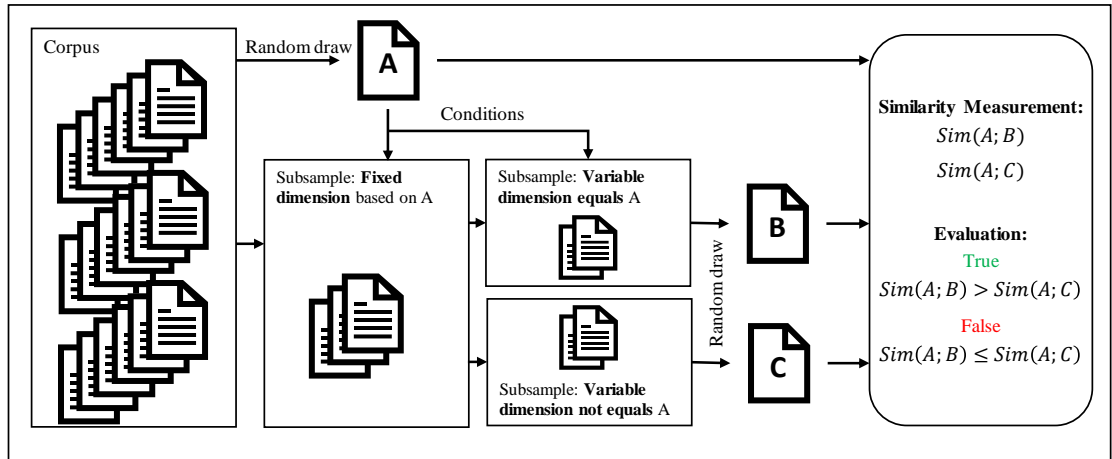 Corpus
Random draw
A
Conditions
Subsample: Fixed
dimension based on A
Subsample: Variable
dimension equals A
Subsample: Variable
dimension not equals A
Random draw
B
C
Similarity Measurement:
Sim(A; B)
Sim(A; C)
Evaluation:
True
Sim(A; B) > Sim(A; C)
False
Sim(A; B) ≤ Sim(A; C)